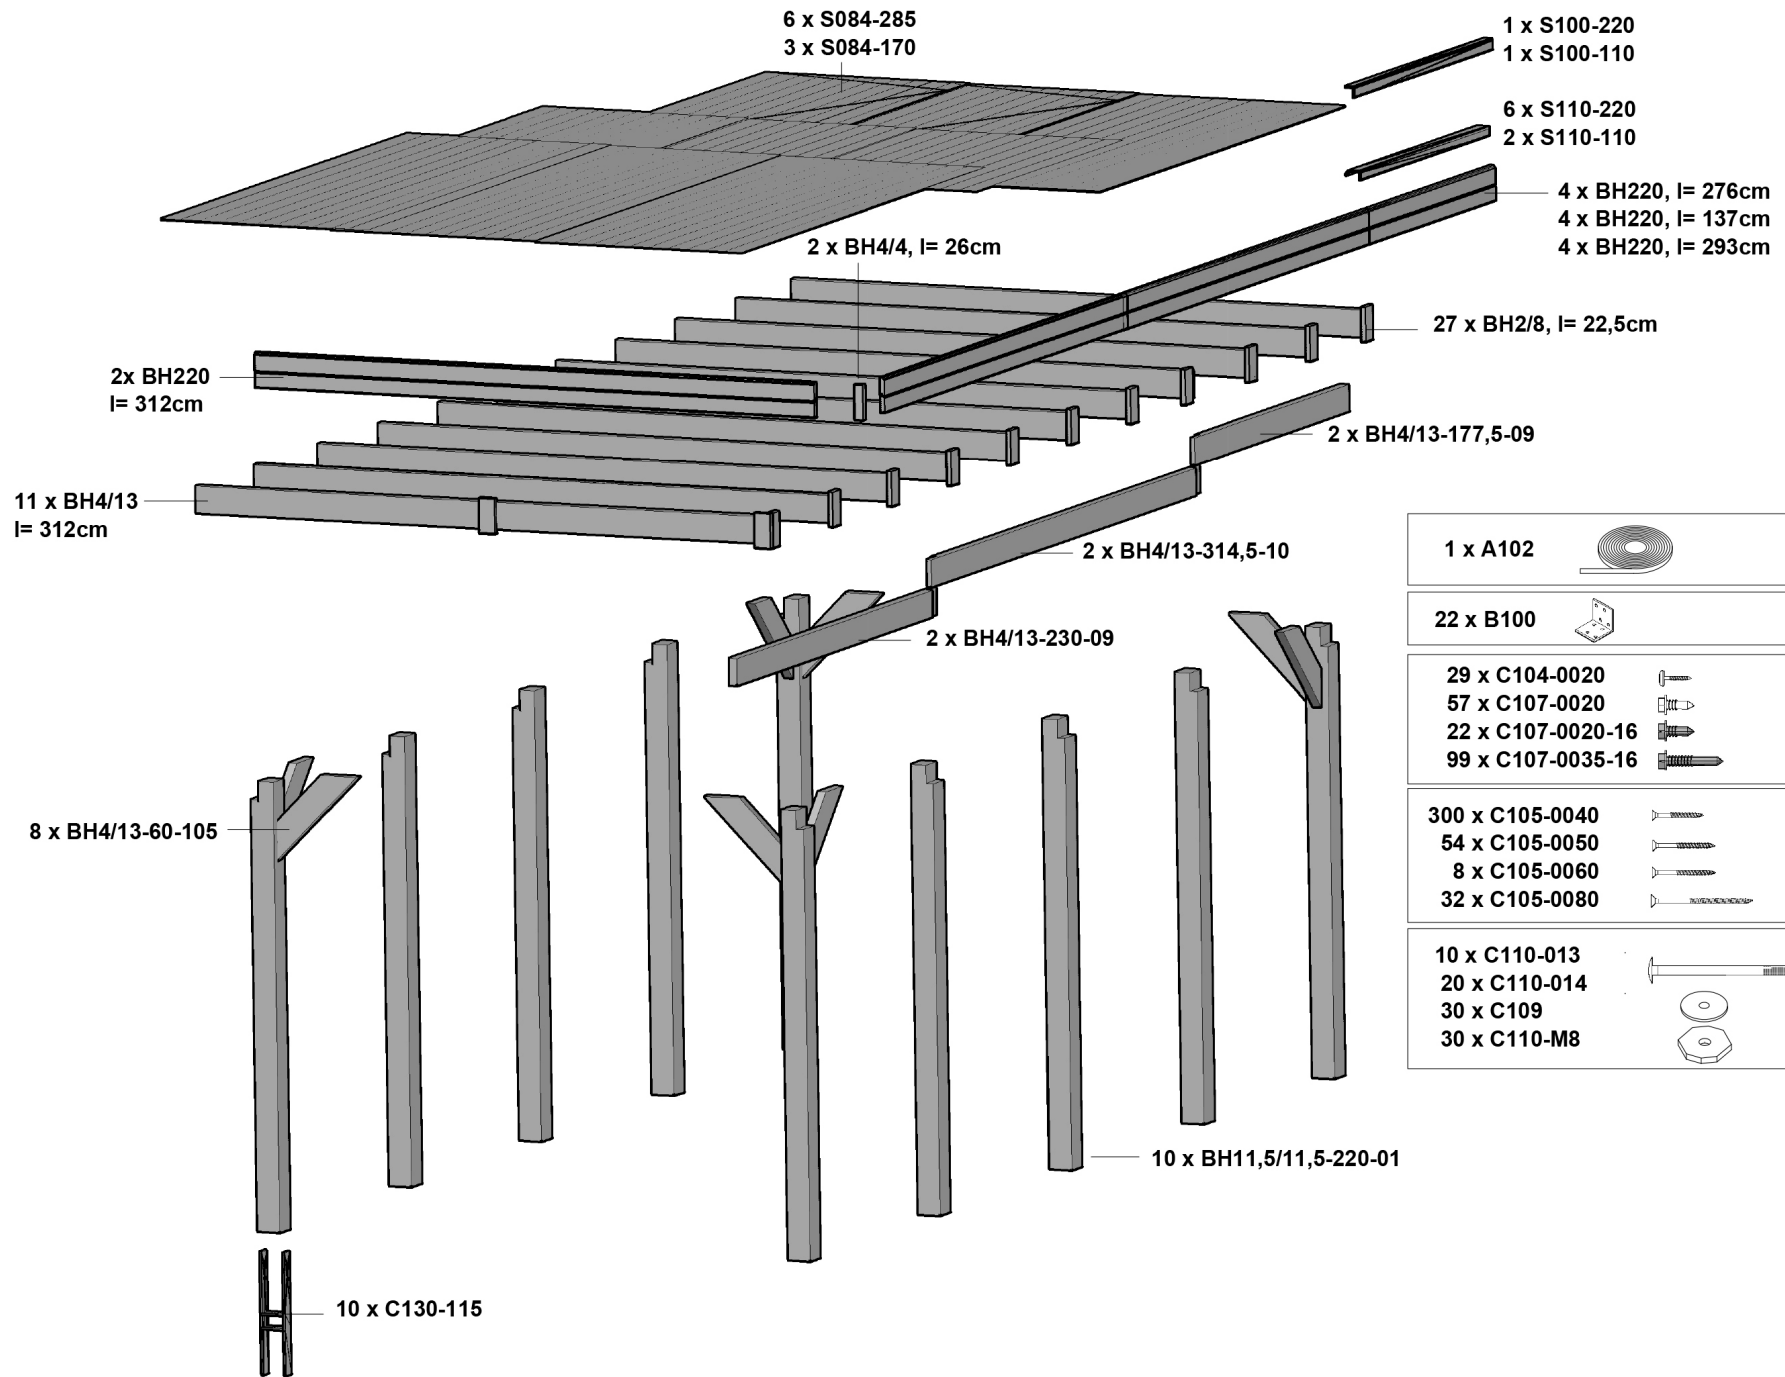 6 x S084-285
3 x S084-170
1 x S100-220
1 x S100-110
6 x S110-220
2 x S110-110
4 x BH220, l= 276cm
4 x BH220, l= 137cm
4 x BH220, l= 293cm
2 x BH4/4, l= 26cm
27 x BH2/8, l= 22,5cm
2x BH220
l= 312cm
2 x BH4/13-177,5-09
11 x BH4/13
l= 312cm
2 x BH4/13-314,5-10
2 x BH4/13-230-09
1 x A102
22 x B100
29 x C104-0020
57 x C107-0020
22 x C107-0020-16
99 x C107-0035-16
8 x BH4/13-60-105
300 x C105-0040
54 x C105-0050
8 x C105-0060
32 x C105-0080
10 x C110-013
20 x C110-014
30 x C109
30 x C110-M8
10 x BH11,5/11,5-220-01
10 x C130-115